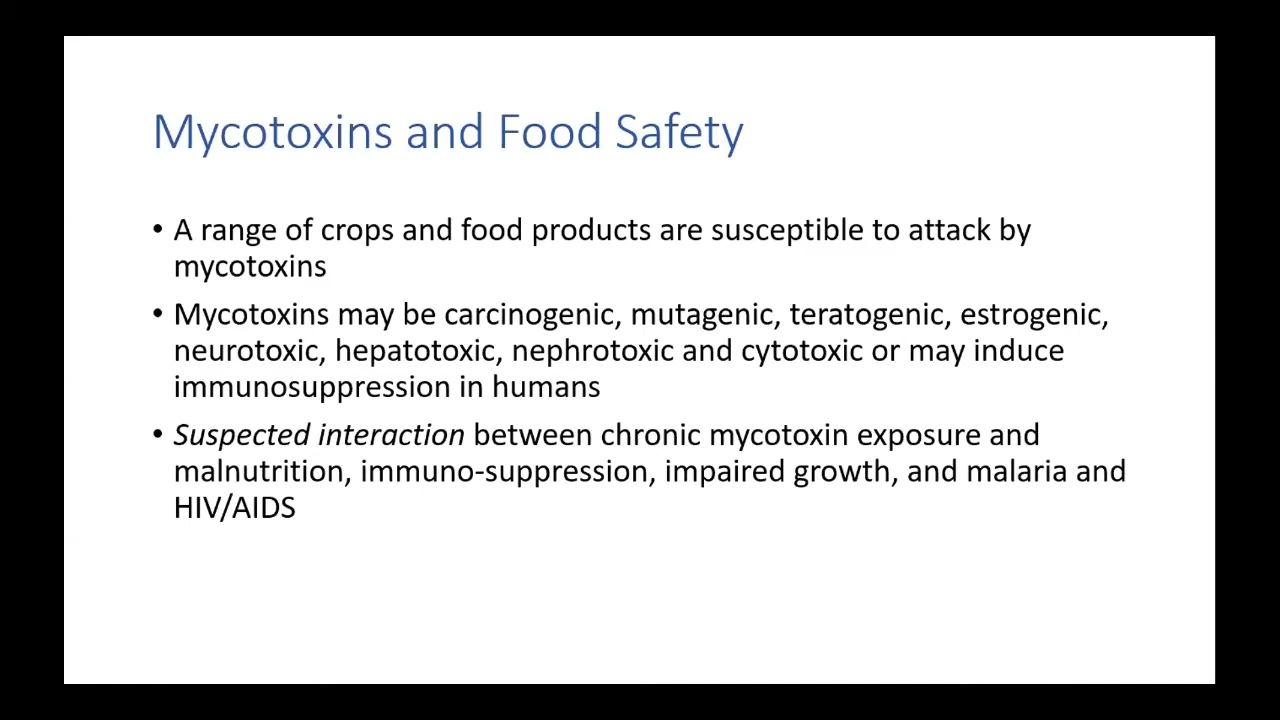 Mycotoxins and Food Safety
• A range of crops and food products are susceptible to attack by
mycotoxins
• Mycotoxins may be carcinogenic, mutagenic, teratogenic, estrogenic,
neurotoxic, hepatotoxic, nephrotoxic and cytotoxic or may induce
immunosuppression in humans
• Suspected interaction between chronic mycotoxin exposure and
malnutrition, immuno-suppression, impaired growth, and malaria and
HIV/AIDS